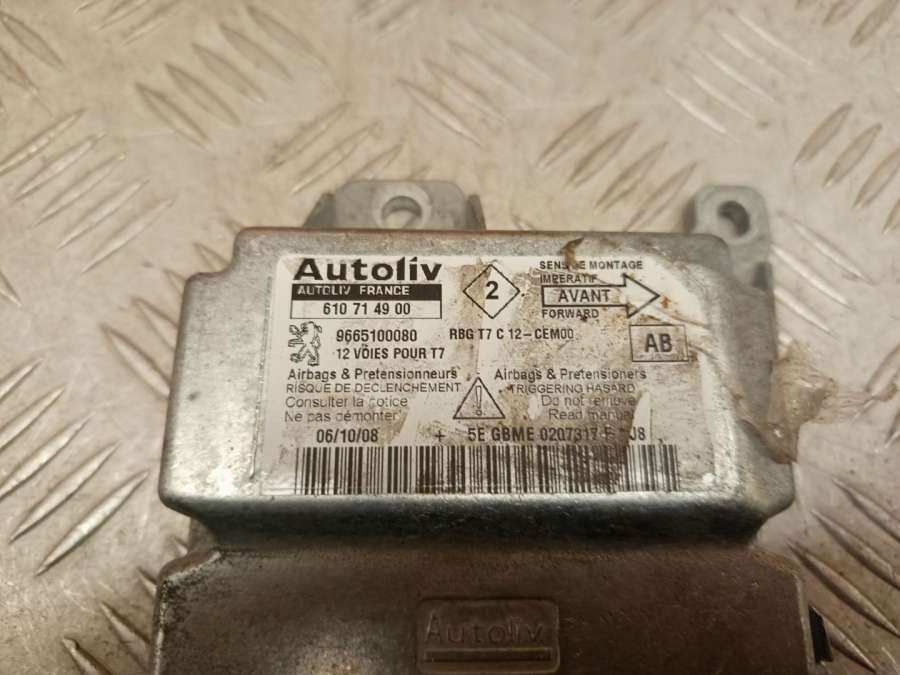 Autoliv
AUTOLIV FRANCE
610 71 49 00
2
SENS DE MONTAGE
IMPERATIF
AVANT
FORWARD
9665100080
RBG T7 C 12-CEM00
12 VOIES POUR T7
AB
Airbags & Pretensionneurs
RISQUE DE DECLENCHEMENT
Consulter la notice
Ne pas démonter
Airbags & Pretensioners
TRIGGERING HASARD
Do not remove
Read manual
06/10/08 + 5E GBME 0207317
Autoliv